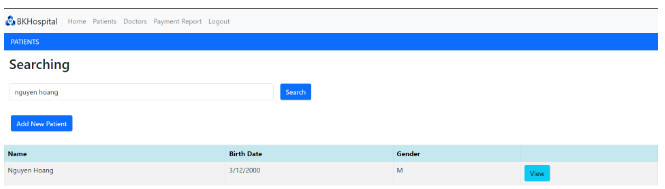 BKHospital Home Patients Doctors Payment Report Logout
PATIENTS
Searching
nguyen hoang Search
Add New Patient
Name Birth Date Gender
Nguyen Hoang 3/12/2000 M View